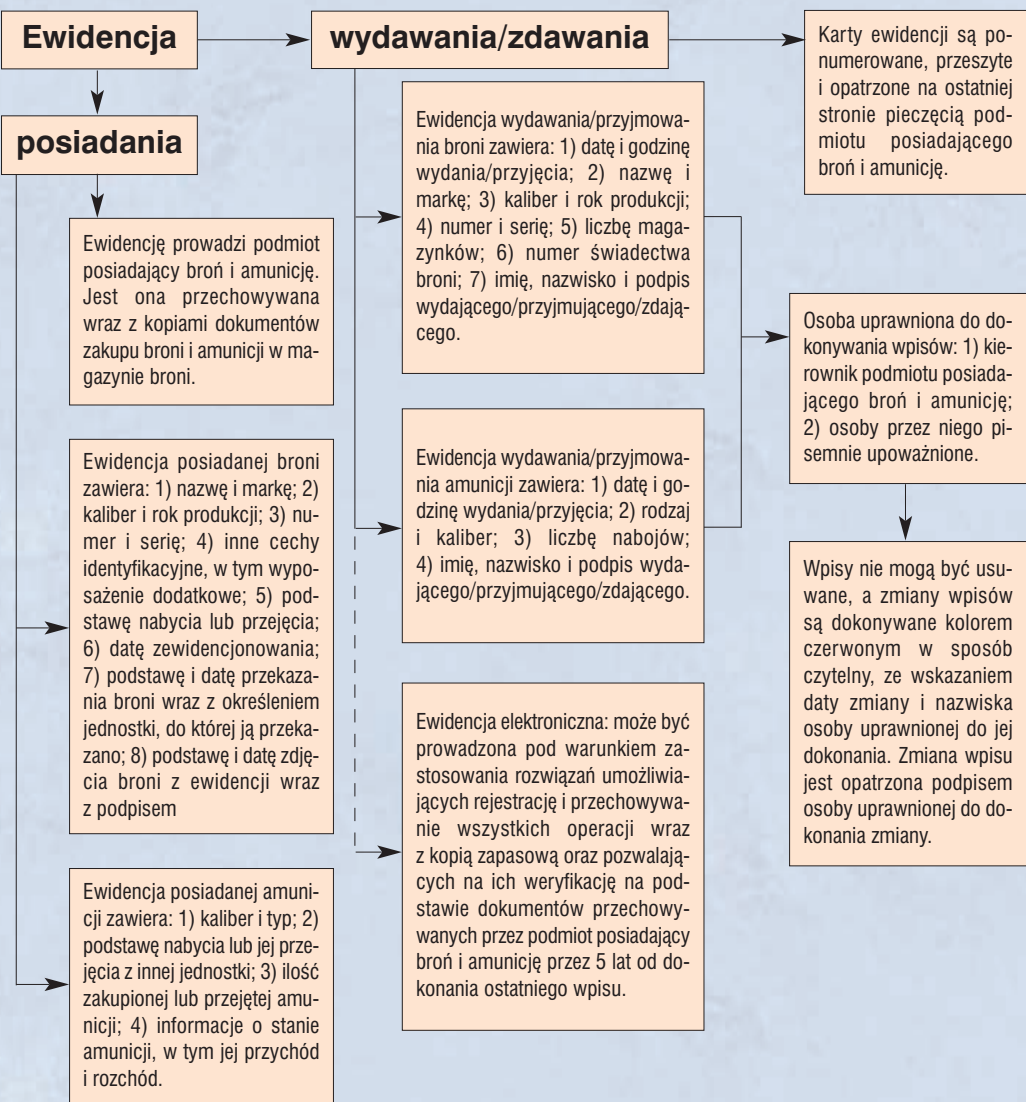 Ewidencja
wydawania/zdawania
posiadania
Karty ewidencji są po-
numerowane, przeszyte
i opatrzone na ostatniej
stronie pieczęcią pod-
miotu posiadającego
broń i amunicję.
Ewidencję prowadzi podmiot
posiadający broń i amunicję.
Jest ona przechowywana
wraz z kopiami dokumentów
zakupu broni i amunicji w ma-
gazynie broni.
Ewidencja posiadanej broni
zawiera: 1) nazwę i markę; 2)
kaliber i rok produkcji; 3) nu-
mer i serię; 4) inne cechy
identyfikacyjne, w tym wypo-
sażenie dodatkowe; 5) pod-
stawę nabycia lub przejęcia;
6) datę zewidencjonowania;
7) podstawę i datę przekaza-
nia broni wraz z określeniem
jednostki, do której ją przeka-
zano; 8) podstawę i datę zdję-
cia broni z ewidencji wraz
z podpisem
Ewidencja posiadanej amuni-
cji zawiera: 1) kaliber i typ; 2)
podstawę nabycia lub jej prze-
jęcia z innej jednostki; 3) ilość
zakupionej lub przejętej amu-
nicji; 4) informacje o stanie
amunicji, w tym jej przychód
i rozchód.
Ewidencja wydawania/przyjmowa-
nia broni zawiera: 1) datę i godzinę
wydania/przyjęcia; 2) nazwę i
markę; 3) kaliber i rok produkcji;
4) numer i serię; 5) liczbę maga-
zynków; 6) numer świadectwa
broni; 7) imię, nazwisko i podpis
wydającego/przyjmującego/zdają-
cego.
Ewidencja wydawania/przyjmowa-
nia amunicji zawiera: 1) datę i go-
dzinę wydania/przyjęcia; 2) rodzaj
i kaliber; 3) liczbę nabojów;
4) imię, nazwisko i podpis wyda-
jącego/przyjmującego/zdającego.
Ewidencja elektroniczna: może być
prowadzona pod warunkiem za-
stosowania rozwiązań umożliwia-
jących rejestrację i przechowywa-
nie wszystkich operacji wraz
z kopią zapasową oraz pozwalają-
cych na ich weryfikację na pod-
stawie dokumentów przechowy-
wanych przez podmiot posiadający
broń i amunicję przez 5 lat od do-
konania ostatniego wpisu.
Osoba uprawniona do do-
konywania wpisów: 1) kie-
rownik podmiotu posiada-
jącego broń i amunicję;
2) osoby przez niego pi-
semnie upoważnione.
Wpisy nie mogą być usu-
wane, a zmiany wpisów
są dokonywane kolorem
czerwonym w sposób
czytelny, ze wskazaniem
daty zmiany i nazwiska
osoby uprawnionej do jej
dokonania. Zmiana wpisu
jest opatrzona podpisem
osoby uprawnionej do do-
konania zmiany.